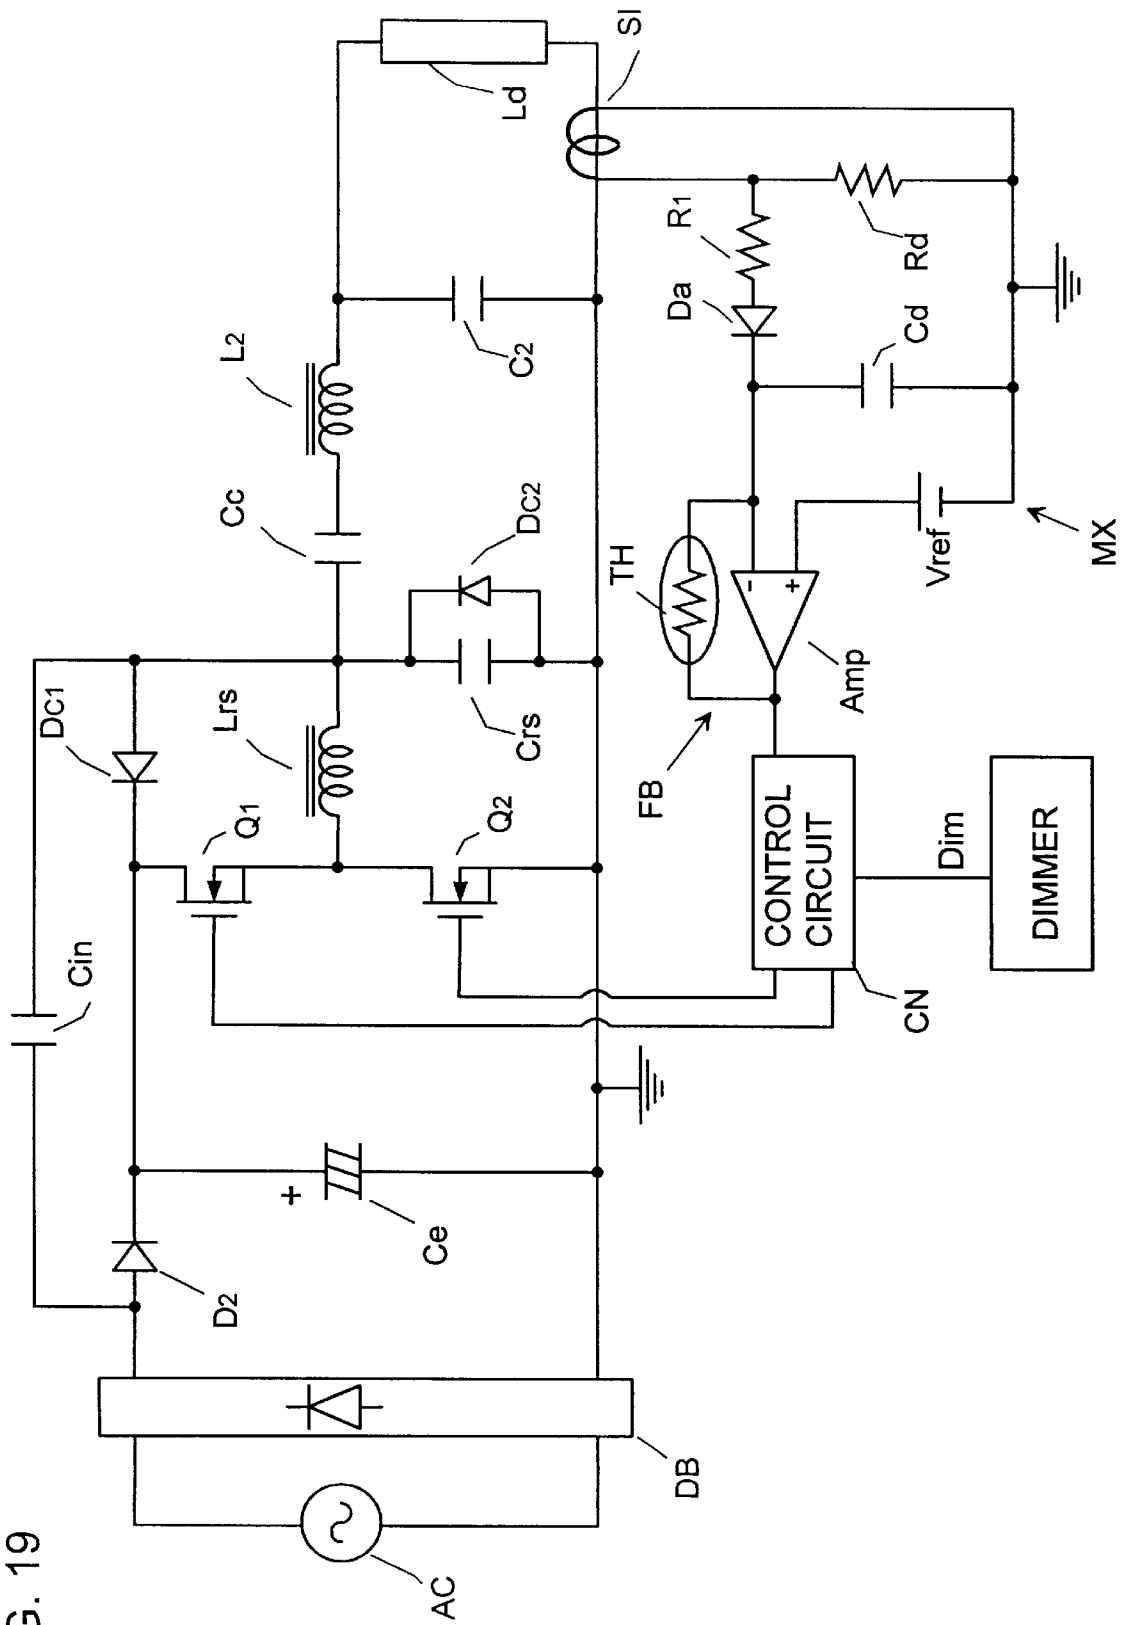 G. 19
Cin
D2
Ce
DC1
Q1
Q2
Lrs
Crs
DC2
Cc
L2
C2
Ld
SI
AC
DB
R1
Da
Rd
Cd
TH
FB
-
+
+
Amp
Vref
MX
CONTROL
CIRCUIT
CN
Dim
DIMMER